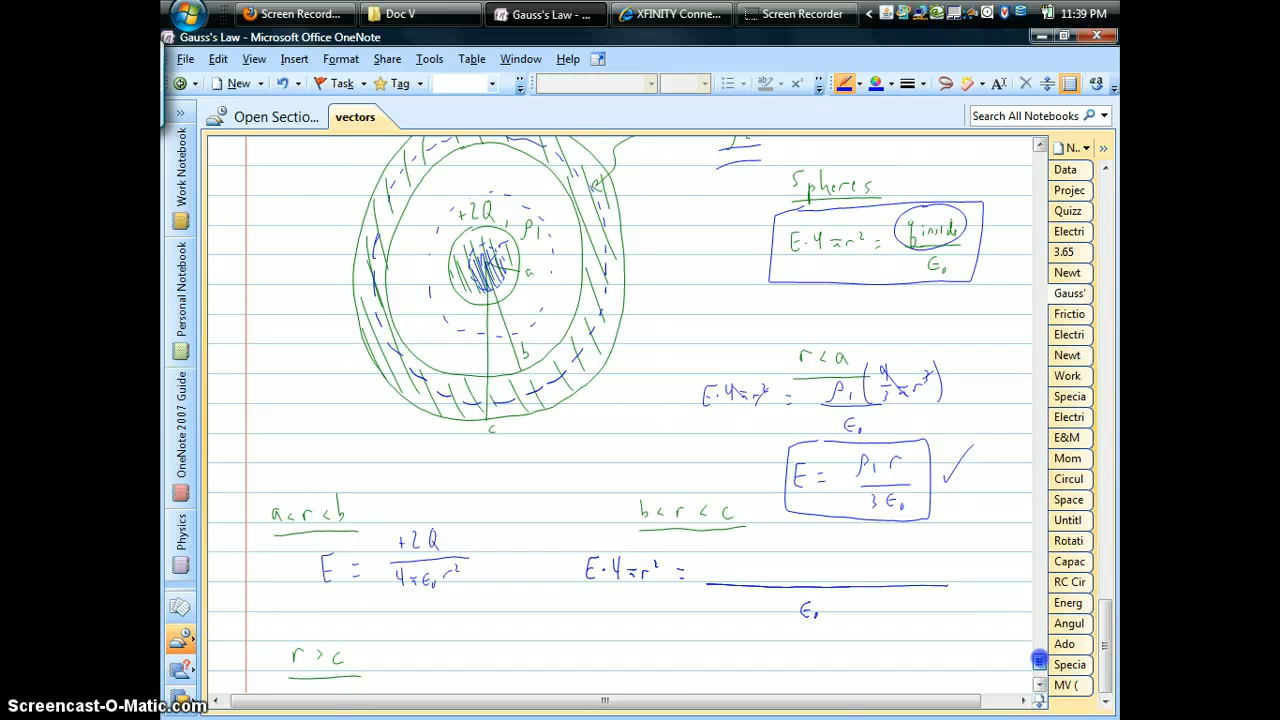 Screen Record...
Doc V
Gauss's Law - ...
XFINITY Conne...
Screen Recorder
11:39 PM
Gauss's Law - Microsoft Office OneNote
File Edit View Insert Format Share Tools Table Window Help
New Task Tag
Open Sectio... vectors Search All Notebooks
Work Notebook
Personal Notebook
OneNote 2007 Guide
Physics
N..
Data
Projec
Quizz
Electri
3.65
Newt
Gauss'
Frictio
Electri
Newt
Work
Specia
Electri
E&M
Mom
Circul
Space
Untitl
Rotati
Capac
RC Cir
Energ
Angul
Ado
Specia
MV (
Spheres
E·4πr² = q inside / ε₀
+2Q
ρ₁
a
b
c
r < a
E·4πr² = ρ₁(4/3 πr³) / ε₀
E = ρ₁ r / 3ε₀ ✓
a<r<b
E = +2Q / 4πε₀r²
b < r < c
E·4πr² = / ε₀
r > c
Screencast-O-Matic.com